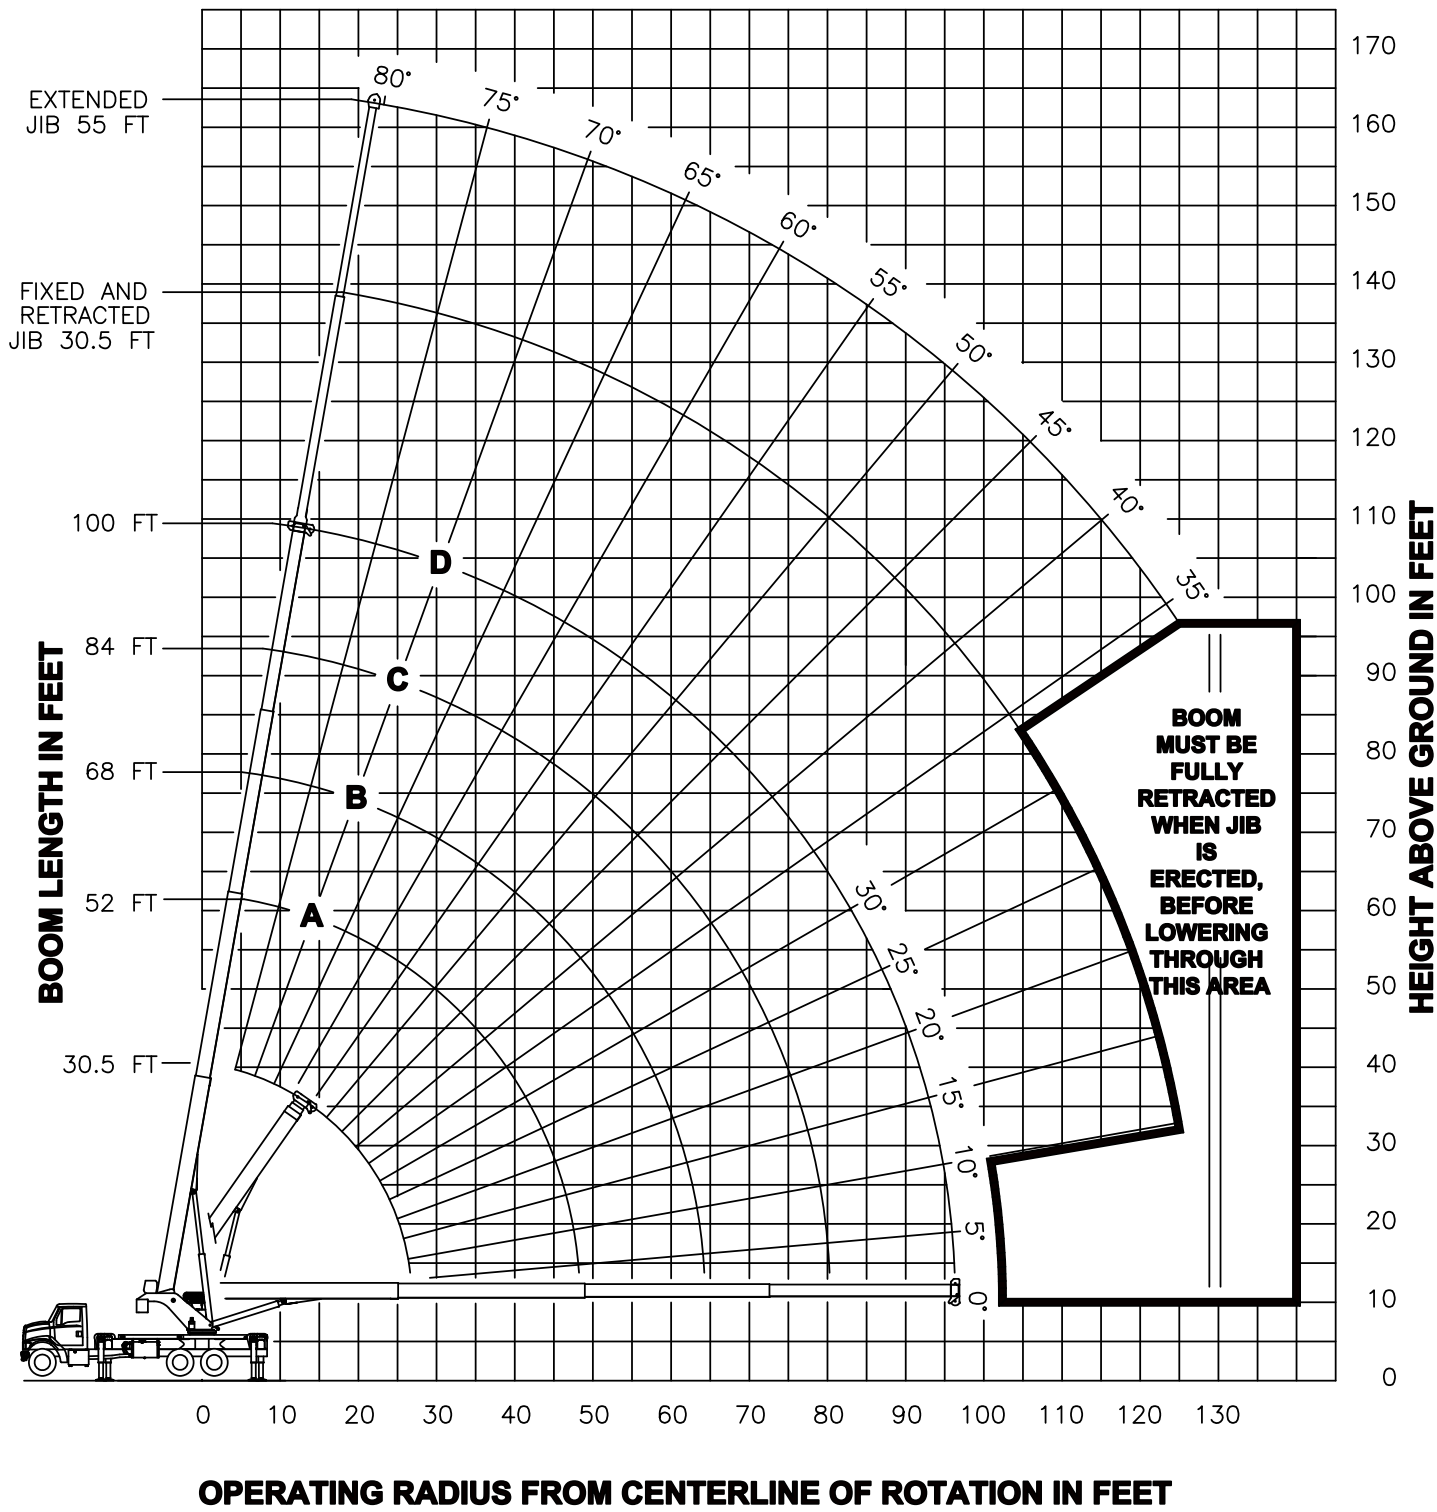 170
80°
EXTENDED
JIB 55 FT
75°
160
70°
65°
150
60°
FIXED AND
RETRACTED
JIB 30.5 FT
55°
140
50°
130
45°
120
40°
110
100 FT
D
35°
100
84 FT
C
90
BOOM
MUST BE
FULLY
RETRACTED
WHEN JIB
IS
ERECTED,
BEFORE
LOWERING
THROUGH
THIS AREA
80
68 FT
B
70
30°
52 FT
A
60
25°
50
20°
30.5 FT
40
15°
30
10°
20
5°
10
0°
0
BOOM LENGTH IN FEET
HEIGHT ABOVE GROUND IN FEET
0 10 20 30 40 50 60 70 80 90 100 110 120 130
OPERATING RADIUS FROM CENTERLINE OF ROTATION IN FEET